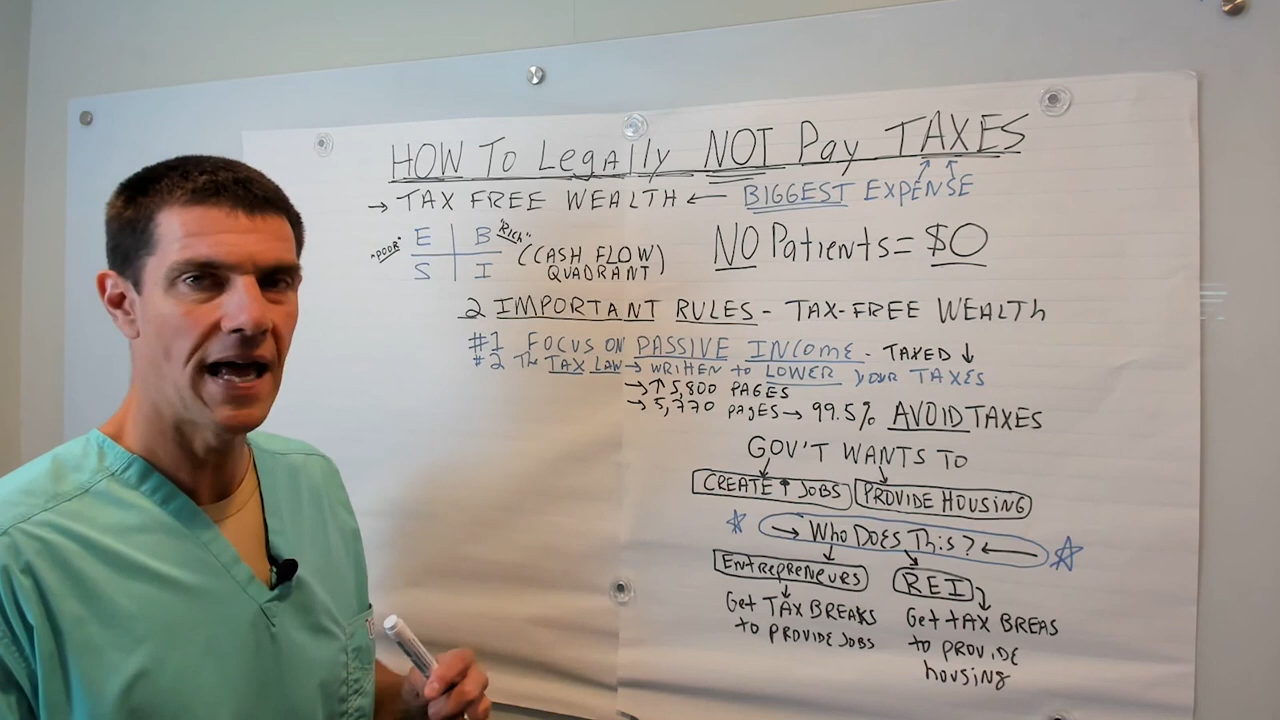 HOW To Legally NOT Pay TAXES
→ TAX FREE WEALTH ← BIGGEST EXPENSE
"POOR" E B "RICH"
S I
(CASH FLOW QUADRANT)
NO Patients = $0
2 IMPORTANT RULES - TAX-FREE WEALTH
#1 FOCUS ON PASSIVE INCOME - TAXED ↓
#2 The TAX LAW → WRITTEN to LOWER your TAXES
→ ↑ 5,800 PAGES
→ 5,770 PAGES → 99.5% AVOID TAXES
GOV'T WANTS TO
CREATE ↑ JOBS PROVIDE HOUSING
→ Who Does This? ←
ENTREPRENEURS REI
Get TAX BREAKS Get TAX BREAS
to PROVIDE JOBS to PROVIDE
housing